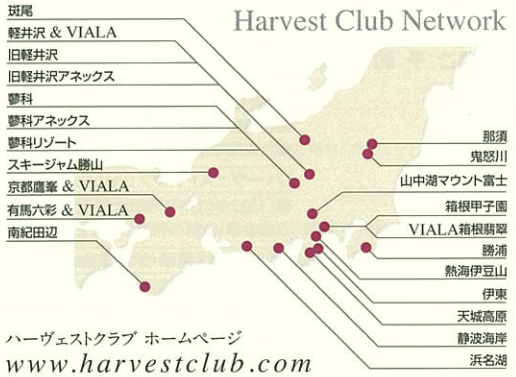 Harvest Club Network
斑尾
軽井沢 & VIALA
旧軽井沢
旧軽井沢アネックス
蓼科
蓼科アネックス
蓼科リゾート
スキージャム勝山
京都鷹峯 & VIALA
有馬六彩 & VIALA
南紀田辺
那須
鬼怒川
山中湖マウント富士
箱根甲子園
VIALA箱根翡翠
勝浦
熱海伊豆山
伊東
天城高原
静波海岸
浜名湖
ハーヴェストクラブ ホームページ
www.harvestclub.com